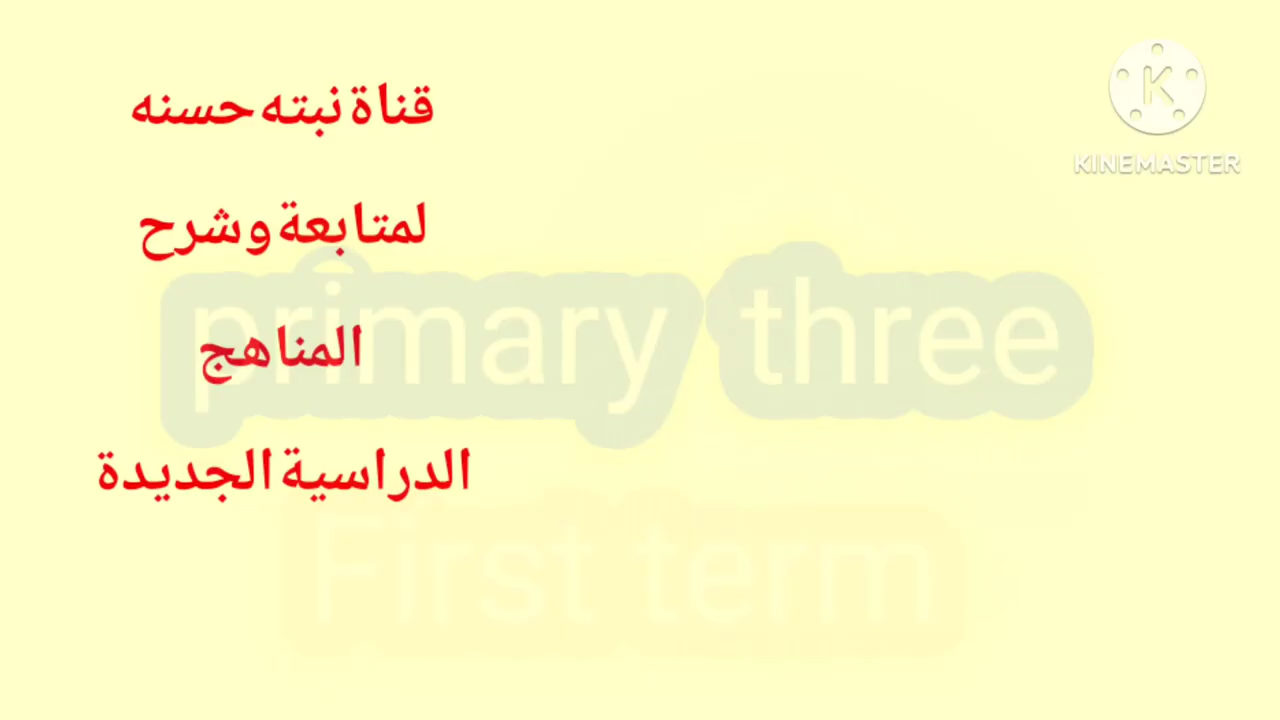 قناة نبته حسنه
لمتابعة وشرح
المناهج
الدراسية الجديدة
primary three
First term
KINEMASTER